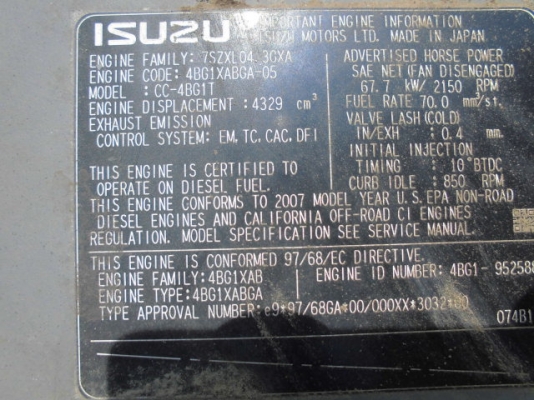 ISUZU
IMPORTANT ENGINE INFORMATION
ISUZU MOTORS LTD. MADE IN JAPAN
ENGINE FAMILY: 7SZXL04.3GXA
ENGINE CODE: 4BG1XABGA-05
MODEL : CC-4BG1T
ENGINE DISPLACEMENT : 4329 cm³
EXHAUST EMISSION
CONTROL SYSTEM: EM, TC, CAC, DFI
ADVERTISED HORSE POWER
SAE NET (FAN DISENGAGED)
67.7 kW/ 2150 RPM
FUEL RATE 70.0 mm³/st.
VALVE LASH (COLD)
IN/EXH : 0.4 mm.
INITIAL INJECTION
TIMING : 10°BTDC
CURB IDLE : 850 RPM
THIS ENGINE IS CERTIFIED TO
OPERATE ON DIESEL FUEL.
THIS ENGINE CONFORMS TO 2007 MODEL YEAR U.S. EPA NON-ROAD
DIESEL ENGINES AND CALIFORNIA OFF-ROAD CI ENGINES
REGULATION. MODEL SPECIFICATION SEE SERVICE MANUAL.
THIS ENGINE IS CONFORMED 97/68/EC DIRECTIVE.
ENGINE FAMILY: 4BG1XAB
ENGINE TYPE: 4BG1XABGA
ENGINE ID NUMBER: 4BG1- 952588
TYPE APPROVAL NUMBER: e9*97/68GA*00/000XX*3032*00
074B1